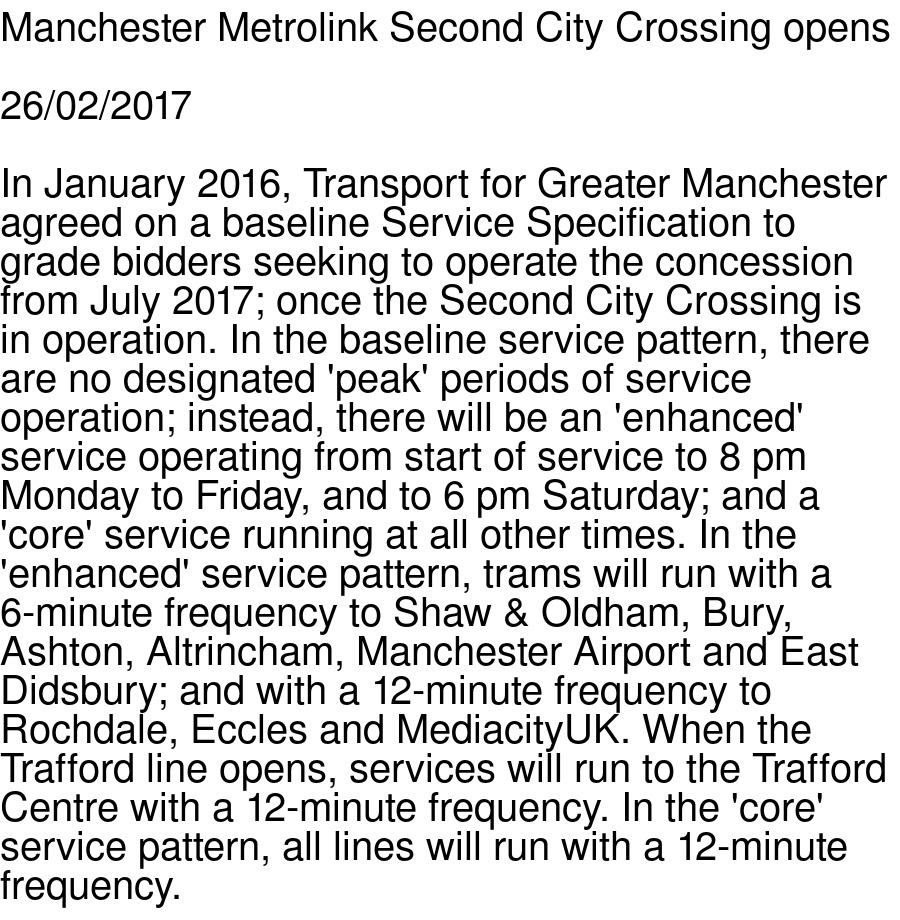 Manchester Metrolink Second City Crossing opens
26/02/2017
In January 2016, Transport for Greater Manchester
agreed on a baseline Service Specification to
grade bidders seeking to operate the concession
from July 2017; once the Second City Crossing is
in operation. In the baseline service pattern, there
are no designated 'peak' periods of service
operation; instead, there will be an 'enhanced'
service operating from start of service to 8 pm
Monday to Friday, and to 6 pm Saturday; and a
'core' service running at all other times. In the
'enhanced' service pattern, trams will run with a
6-minute frequency to Shaw & Oldham, Bury,
Ashton, Altrincham, Manchester Airport and East
Didsbury; and with a 12-minute frequency to
Rochdale, Eccles and MediacityUK. When the
Trafford line opens, services will run to the Trafford
Centre with a 12-minute frequency. In the 'core'
service pattern, all lines will run with a 12-minute
frequency.